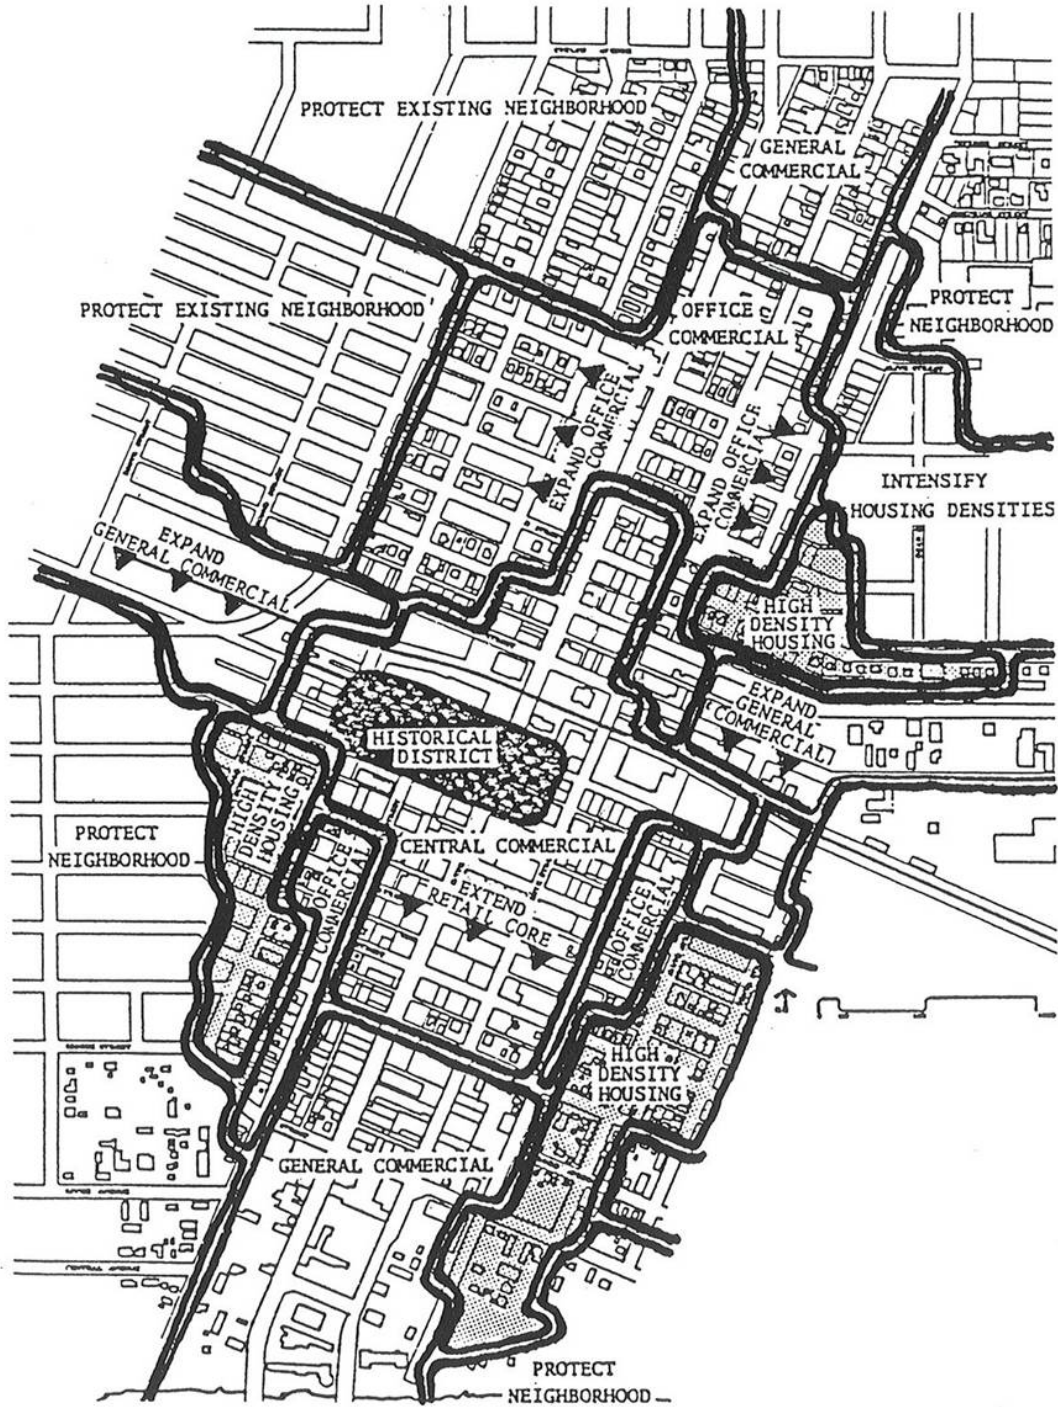 PROTECT EXISTING NEIGHBORHOOD
GENERAL
COMMERCIAL
PROTECT EXISTING NEIGHBORHOOD
OFFICE
COMMERCIAL
PROTECT
NEIGHBORHOOD
EXPAND OFFICE
COMMERCIAL
EXPAND OFFICE
COMMERCIAL
INTENSIFY
HOUSING DENSITIES
EXPAND
GENERAL COMMERCIAL
HIGH
DENSITY
HOUSING
EXPAND
GENERAL
COMMERCIAL
HISTORICAL
DISTRICT
HIGH
DENSITY
HOUSING
PROTECT
NEIGHBORHOOD
OFFICE
COMMERCIAL
CENTRAL COMMERCIAL
EXTEND
RETAIL CORE
OFFICE
COMMERCIAL
HIGH
DENSITY
HOUSING
GENERAL COMMERCIAL
PROTECT
NEIGHBORHOOD